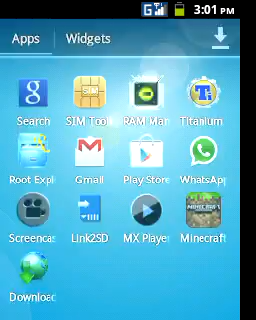 G 3:01 PM
Apps Widgets
g SIM T
Search SIM Tool RAM Man Titanium
Root Expl Gmail Play Store WhatsApp
Screencas Link2SD MX Player Minecraft
Download